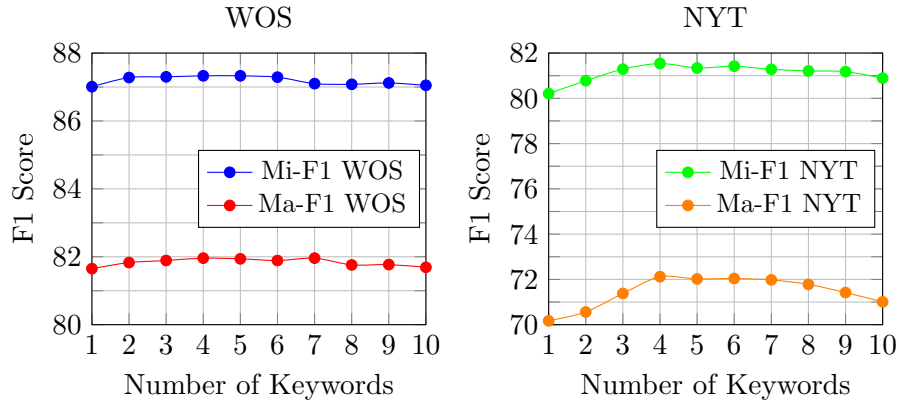 WOS
88
86
84
82
80
1 2 3 4 5 6 7 8 9 10
F1 Score
Number of Keywords
Mi-F1 WOS
Ma-F1 WOS
NYT
82
80
78
76
74
72
70
1 2 3 4 5 6 7 8 9 10
F1 Score
Number of Keywords
Mi-F1 NYT
Ma-F1 NYT